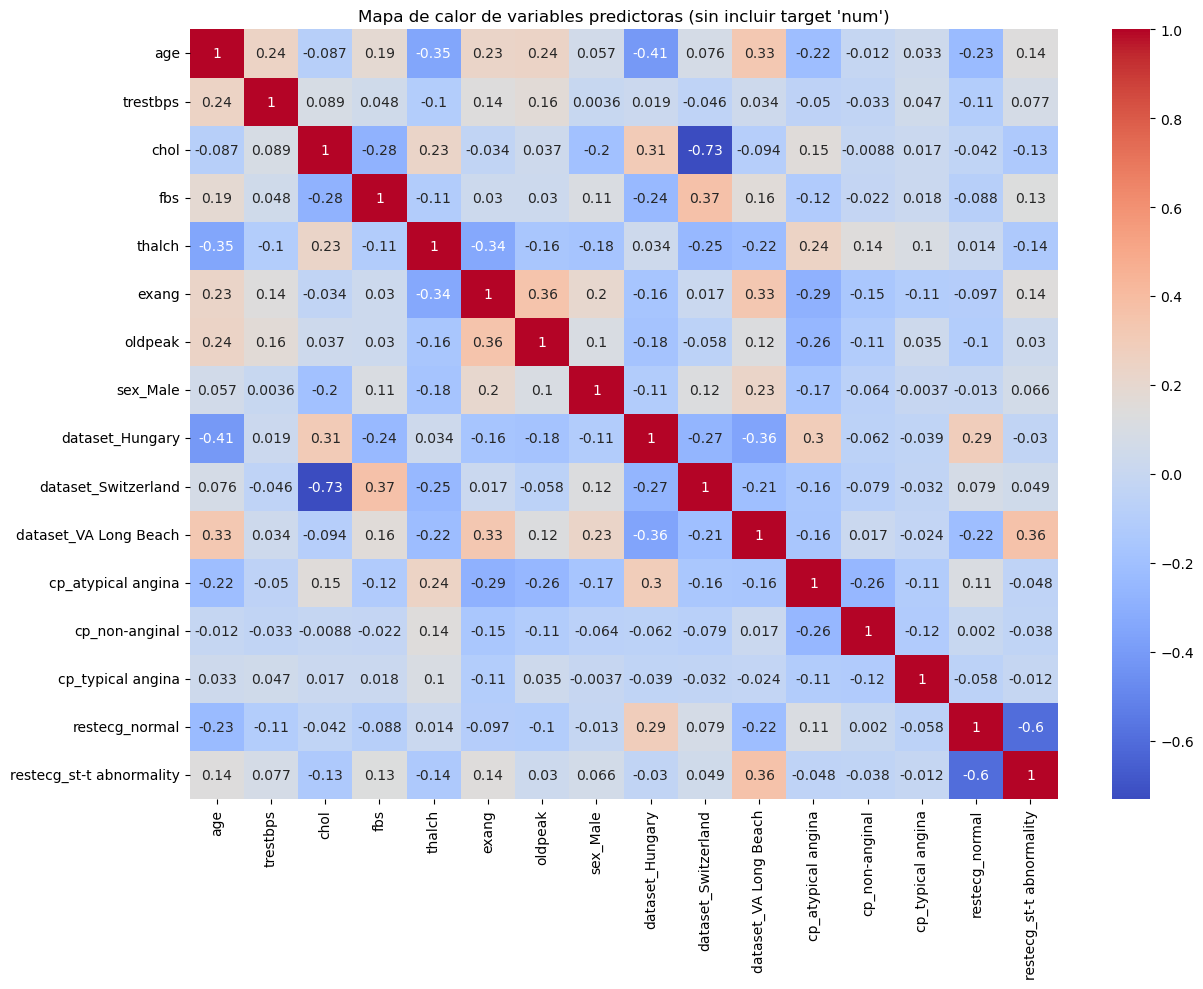 Mapa de calor de variables predictoras (sin incluir target 'num')
age 1 0.24 -0.087 0.19 -0.35 0.23 0.24 0.057 -0.41 0.076 0.33 -0.22 -0.012 0.033 -0.23 0.14
trestbps 0.24 1 0.089 0.048 -0.1 0.14 0.16 0.0036 0.019 -0.046 0.034 -0.05 -0.033 0.047 -0.11 0.077
chol -0.087 0.089 1 -0.28 0.23 -0.034 0.037 -0.2 0.31 -0.73 -0.094 0.15 -0.0088 0.017 -0.042 -0.13
fbs 0.19 0.048 -0.28 1 -0.11 0.03 0.03 0.11 -0.24 0.37 0.16 -0.12 -0.022 0.018 -0.088 0.13
thalch -0.35 -0.1 0.23 -0.11 1 -0.34 -0.16 -0.18 0.034 -0.25 -0.22 0.24 0.14 0.1 0.014 -0.14
exang 0.23 0.14 -0.034 0.03 -0.34 1 0.36 0.2 -0.16 0.017 0.33 -0.29 -0.15 -0.11 -0.097 0.14
oldpeak 0.24 0.16 0.037 0.03 -0.16 0.36 1 0.1 -0.18 -0.058 0.12 -0.26 -0.11 0.035 -0.1 0.03
sex_Male 0.057 0.0036 -0.2 0.11 -0.18 0.2 0.1 1 -0.11 0.12 0.23 -0.17 -0.064 -0.0037 -0.013 0.066
dataset_Hungary -0.41 0.019 0.31 -0.24 0.034 -0.16 -0.18 -0.11 1 -0.27 -0.36 0.3 -0.062 -0.039 0.29 -0.03
dataset_Switzerland 0.076 -0.046 -0.73 0.37 -0.25 0.017 -0.058 0.12 -0.27 1 -0.21 -0.16 -0.079 -0.032 0.079 0.049
dataset_VA Long Beach 0.33 0.034 -0.094 0.16 -0.22 0.33 0.12 0.23 -0.36 -0.21 1 -0.16 0.017 -0.024 -0.22 0.36
cp_atypical angina -0.22 -0.05 0.15 -0.12 0.24 -0.29 -0.26 -0.17 0.3 -0.16 -0.16 1 -0.26 -0.11 0.11 -0.048
cp_non-anginal -0.012 -0.033 -0.0088 -0.022 0.14 -0.15 -0.11 -0.064 -0.062 -0.079 0.017 -0.26 1 -0.12 0.002 -0.038
cp_typical angina 0.033 0.047 0.017 0.018 0.1 -0.11 0.035 -0.0037 -0.039 -0.032 -0.024 -0.11 -0.12 1 -0.058 -0.012
restecg_normal -0.23 -0.11 -0.042 -0.088 0.014 -0.097 -0.1 -0.013 0.29 0.079 -0.22 0.11 0.002 -0.058 1 -0.6
restecg_st-t abnormality 0.14 0.077 -0.13 0.13 -0.14 0.14 0.03 0.066 -0.03 0.049 0.36 -0.048 -0.038 -0.012 -0.6 1
age
trestbps
chol
fbs
thalch
exang
oldpeak
sex_Male
dataset_Hungary
dataset_Switzerland
dataset_VA Long Beach
cp_atypical angina
cp_non-anginal
cp_typical angina
restecg_normal
restecg_st-t abnormality
1.0
0.8
0.6
0.4
0.2
0.0
−0.2
−0.4
−0.6